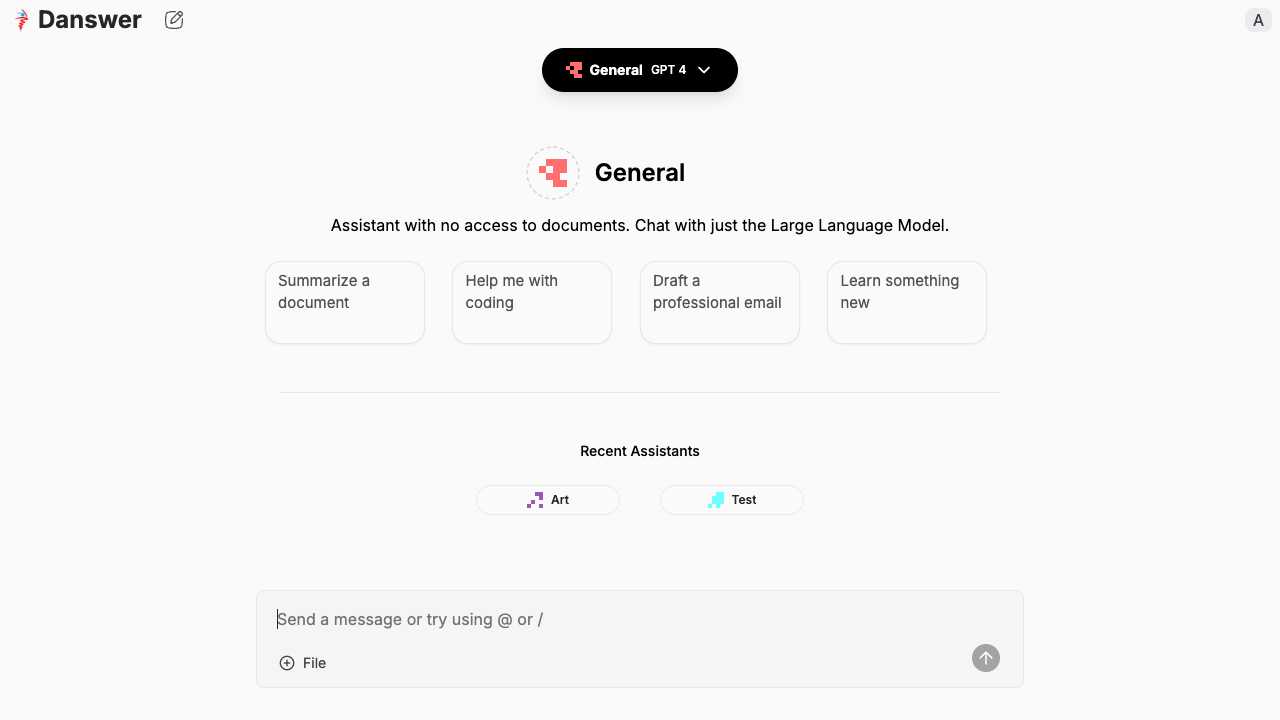 Danswer
A
General GPT 4
General
Assistant with no access to documents. Chat with just the Large Language Model.
Summarize a
document
Help me with
coding
Draft a
professional email
Learn something
new
Recent Assistants
Art
Test
Send a message or try using @ or /
File